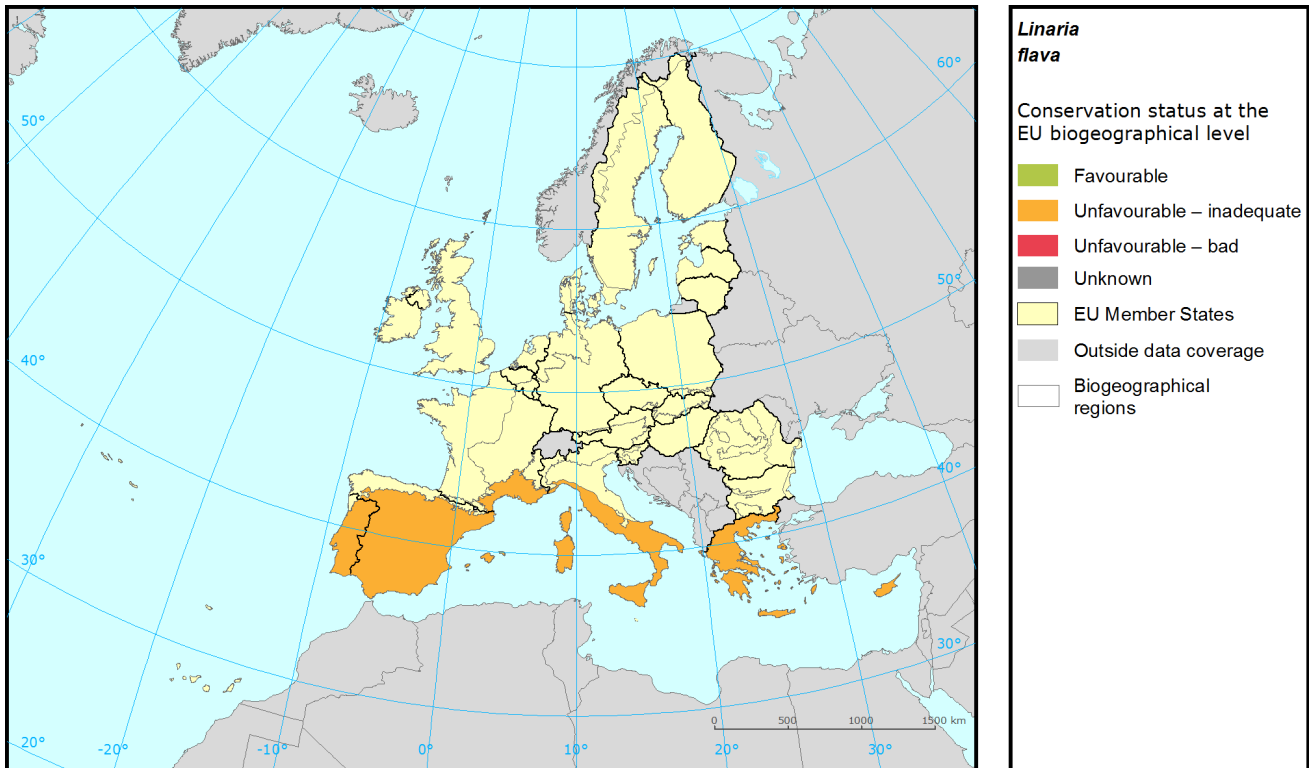 Linaria
flava
Conservation status at the
EU biogeographical level
Favourable
Unfavourable – inadequate
Unfavourable – bad
Unknown
EU Member States
Outside data coverage
Biogeographical
regions
60°
50°
50°
40°
40°
30°
30°
0 500 1000 1500 km
20° -20° -10° 0° 10° 20° 30°